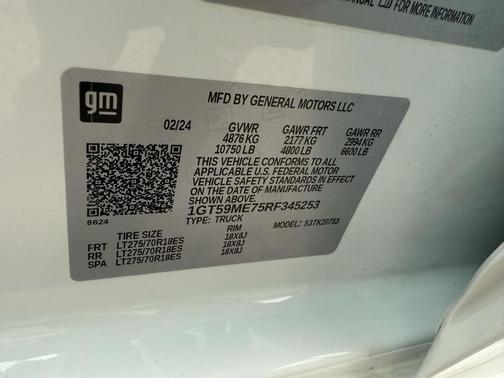 MANUAL FOR MORE INFORMATION
gm
MFD BY GENERAL MOTORS LLC
02/24 GVWR GAWR FRT GAWR RR
4876 KG 2177 KG 2994 KG
10750 LB 4800 LB 6600 LB
THIS VEHICLE CONFORMS TO ALL
APPLICABLE U.S. FEDERAL MOTOR
VEHICLE SAFETY STANDARDS IN EFFECT
ON THE DATE OF MANUFACTURE
SHOWN ABOVE.
1GT59ME75RF345253
8624 TYPE: TRUCK MODEL: 53TK20753
TIRE SIZE RIM
FRT LT275/70R18ES 18X8J
RR LT275/70R18ES 18X8J
SPA LT275/70R18ES 18X8J